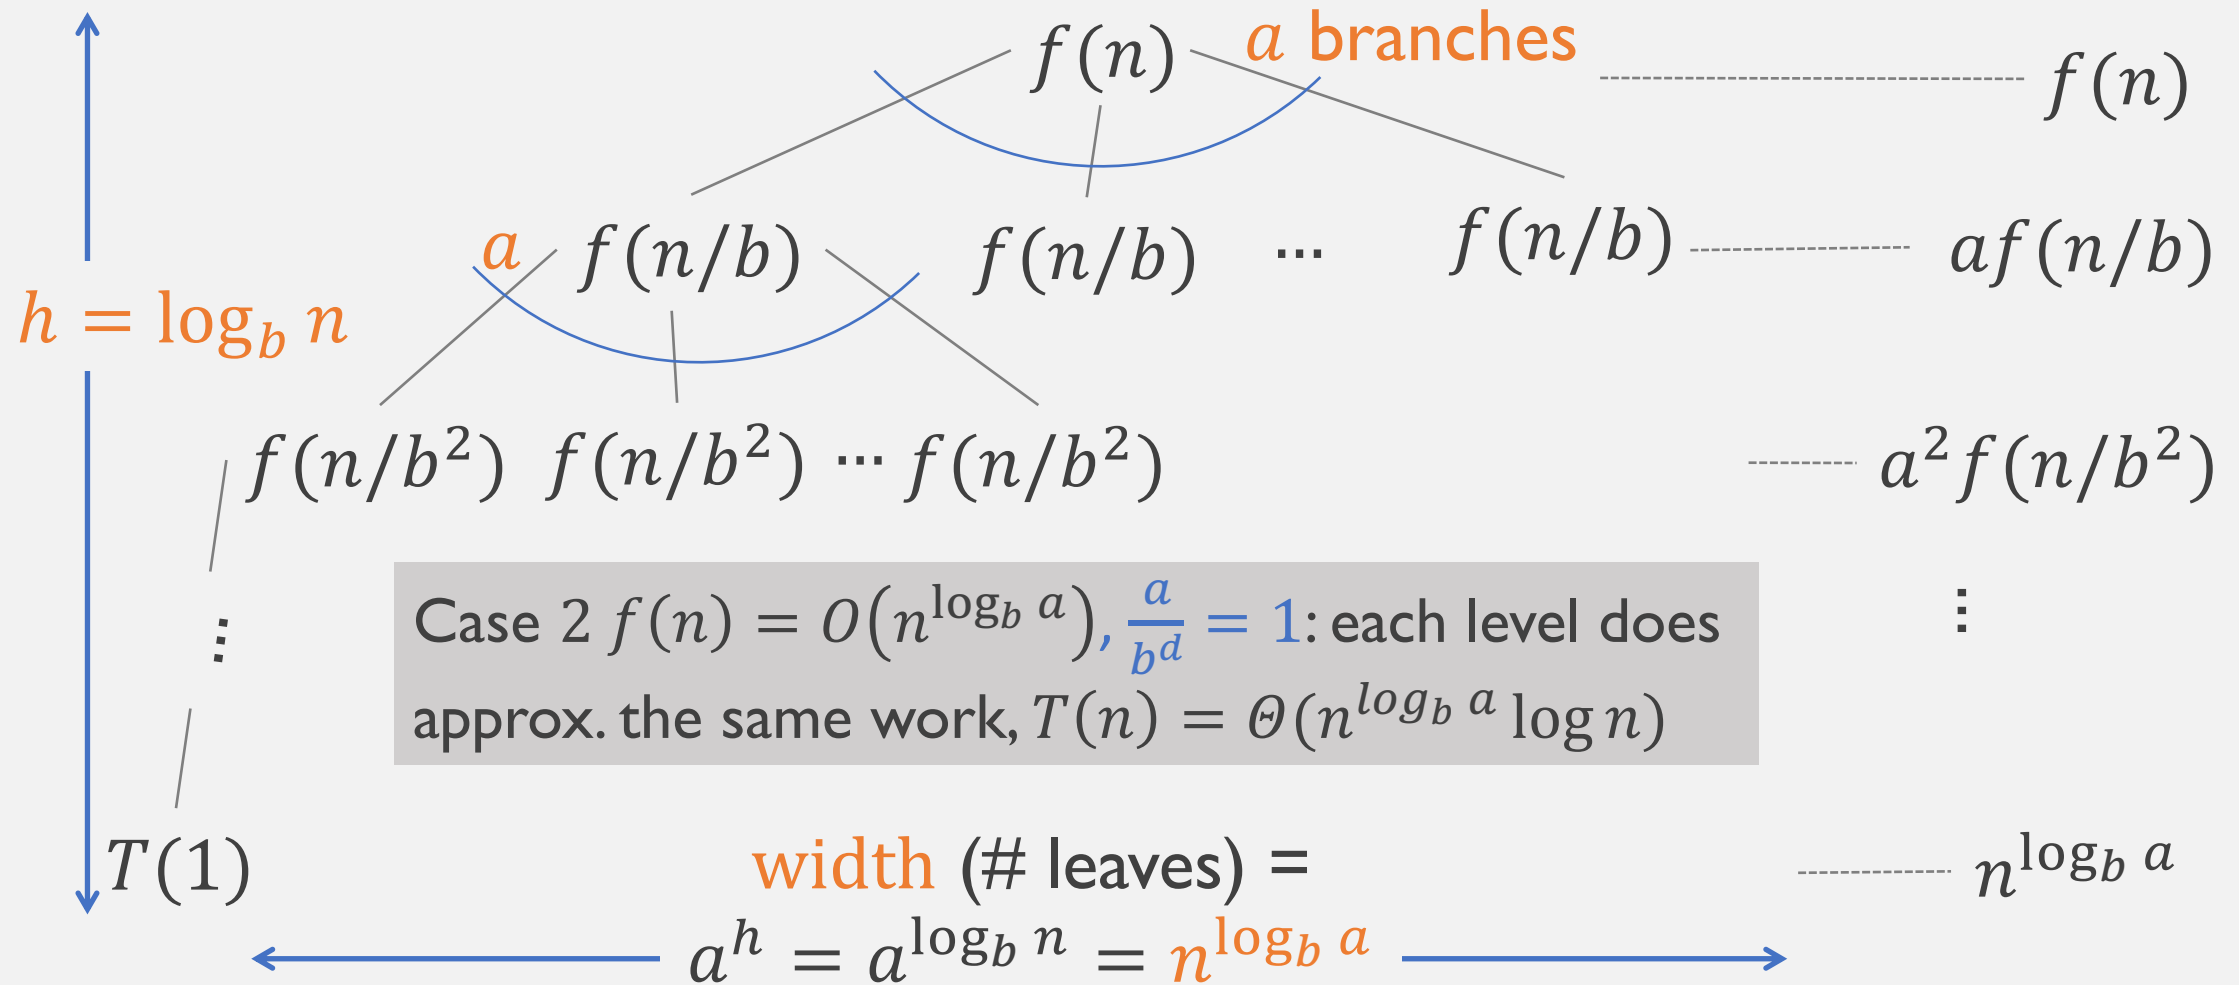 f(n) a branches f(n)
a f(n/b) f(n/b) ... f(n/b) af(n/b)
h = log_b n
f(n/b²) f(n/b²) ... f(n/b²) a²f(n/b²)
Case 2 f(n) = O(n^{log_b a}), a/b^d = 1: each level does
approx. the same work, T(n) = Θ(n^{log_b a} log n)
⋮ ⋮
T(1) width (# leaves) = n^{log_b a}
a^h = a^{log_b n} = n^{log_b a}